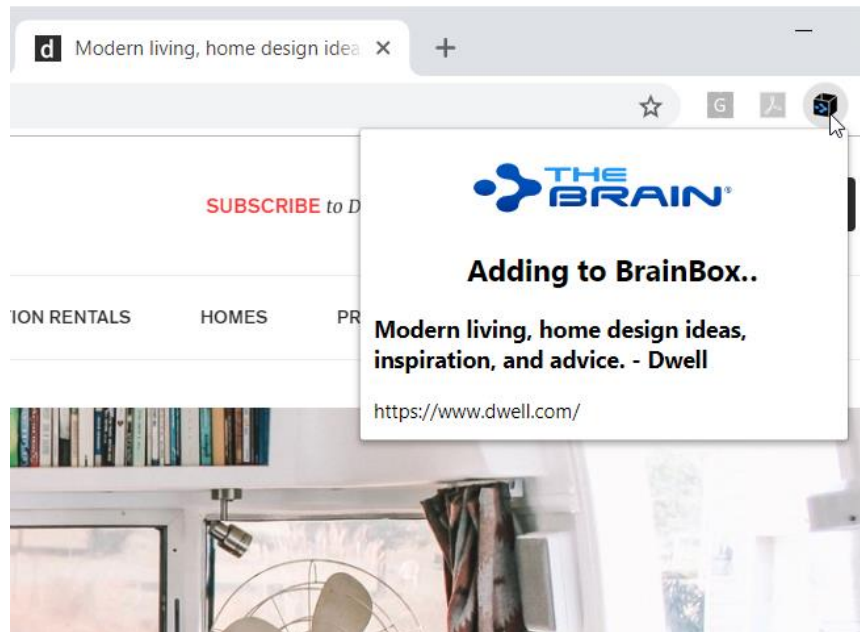 d Modern living, home design idea
G
SUBSCRIBE to D
THE
BRAIN®
Adding to BrainBox..
ION RENTALS HOMES PR
Modern living, home design ideas,
inspiration, and advice. - Dwell
https://www.dwell.com/